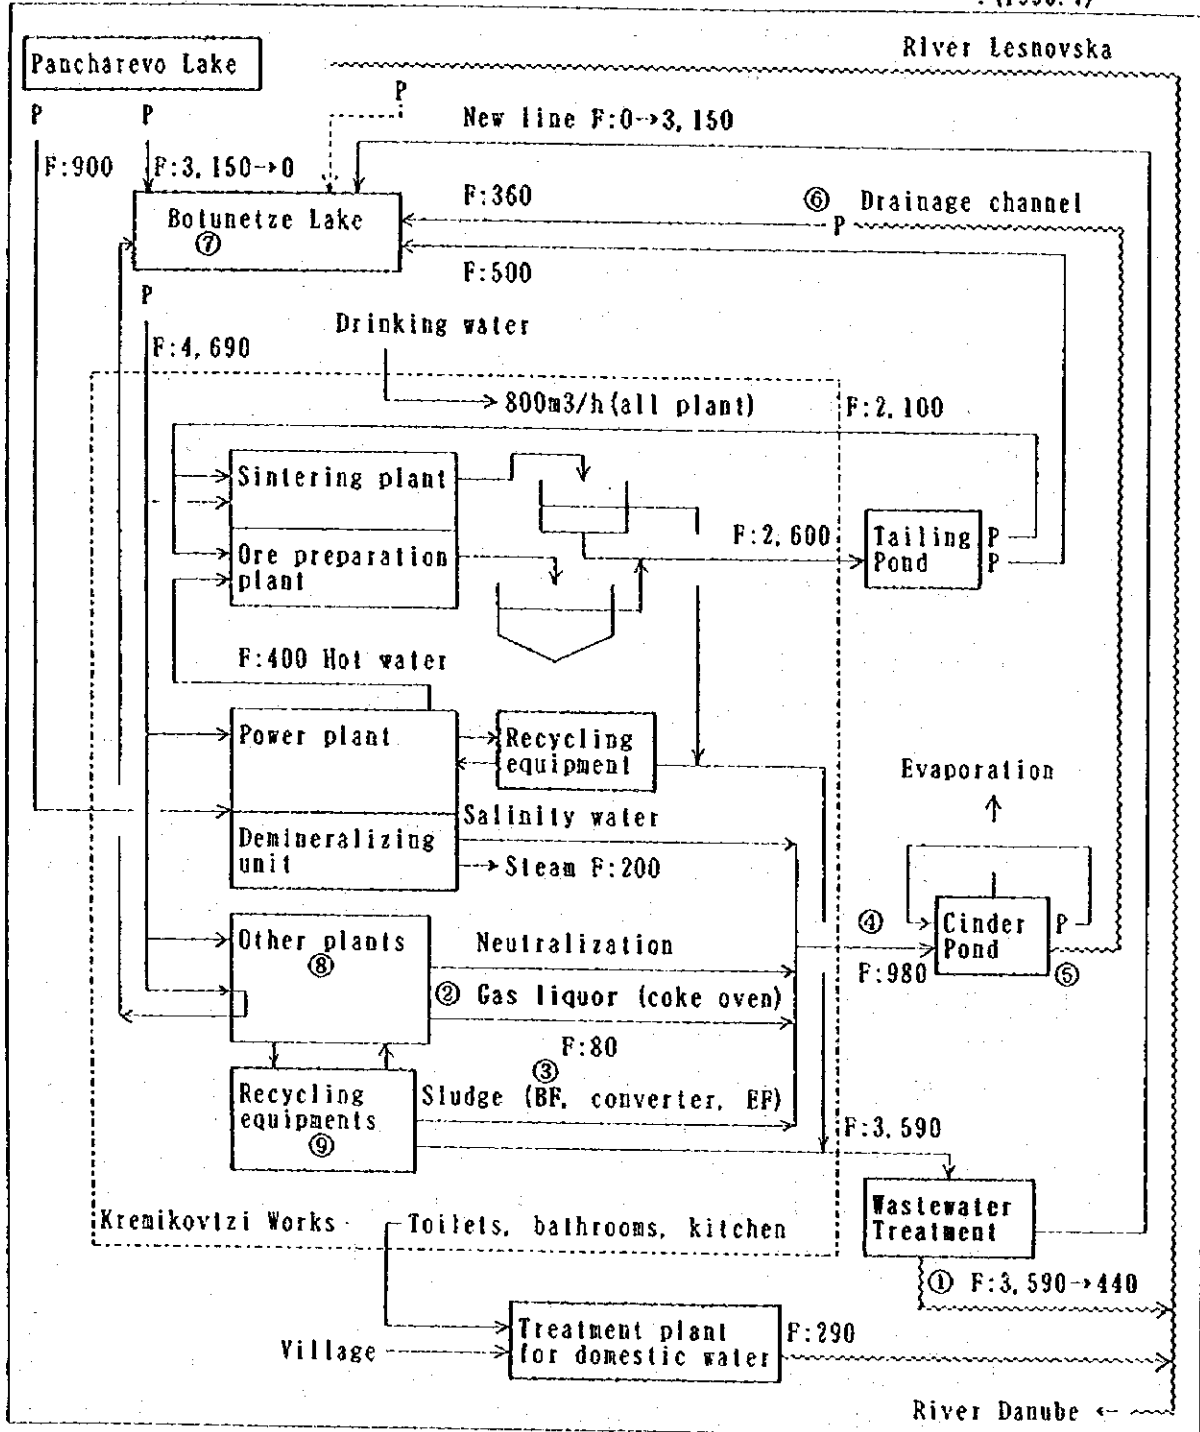 River Lesnovska
Pancharevo Lake
P
P
P
New line F:0→3,150
F:900
F:3,150→0
F:360
⑥ Drainage channel
Botunetze Lake
⑦
P
F:500
P
Drinking water
F:4,690
800m3/h(all plant)
F:2,100
Sintering plant
F:2,600
Tailing
Pond
P
P
Ore preparation
plant
F:400 Hot water
Power plant
Recycling
equipment
Evaporation
Salinity water
Demineralizing
unit
Steam F:200
④
Cinder
Pond
P
Other plants
⑧
Neutralization
F:980
⑤
② Gas liquor (coke oven)
F:80
③
Recycling
equipments
⑨
Sludge (BF, converter, EF)
F:3,590
Wastewater
Treatment
Kremikovtzi Works
Toilets, bathrooms, kitchen
① F:3,590→440
Treatment plant
for domestic water
F:290
Village
River Danube ←